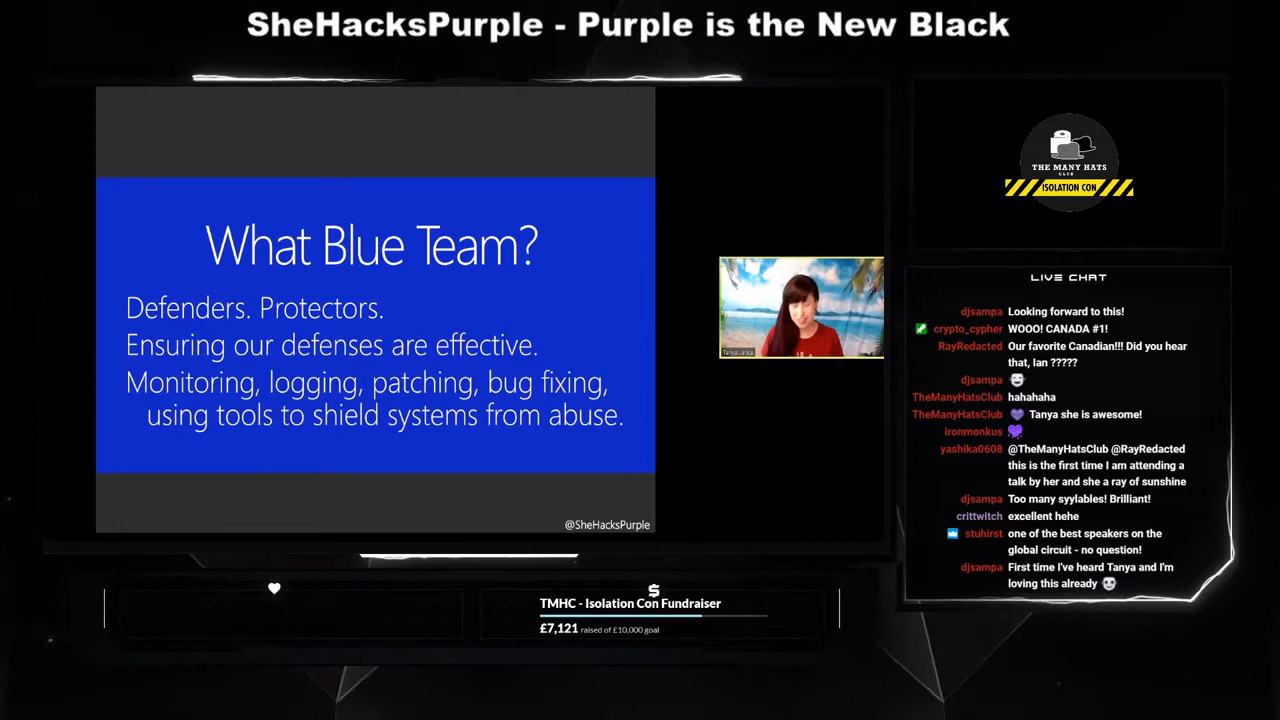 SheHacksPurple - Purple is the New Black
What Blue Team?
Defenders. Protectors.
Ensuring our defenses are effective.
Monitoring, logging, patching, bug fixing,
using tools to shield systems from abuse.
@SheHacksPurple
THE MANY HATS
CLUB
ISOLATION CON
LIVE CHAT
djsampa Looking forward to this!
crypto_cypher WOOO! CANADA #1!
RayRedacted Our favorite Canadian!!! Did you hear
that, Ian ?????
djsampa
TheManyHatsClub hahahaha
TheManyHatsClub Tanya she is awesome!
ironmonkus
yashika0608 @TheManyHatsClub @RayRedacted
this is the first time I am attending a
talk by her and she a ray of sunshine
djsampa Too many syylables! Brilliant!
crittwitch excellent hehe
stuhirst one of the best speakers on the
global circuit - no question!
djsampa First time I've heard Tanya and I'm
loving this already
TMHC - Isolation Con Fundraiser
£7,121 raised of £10,000 goal